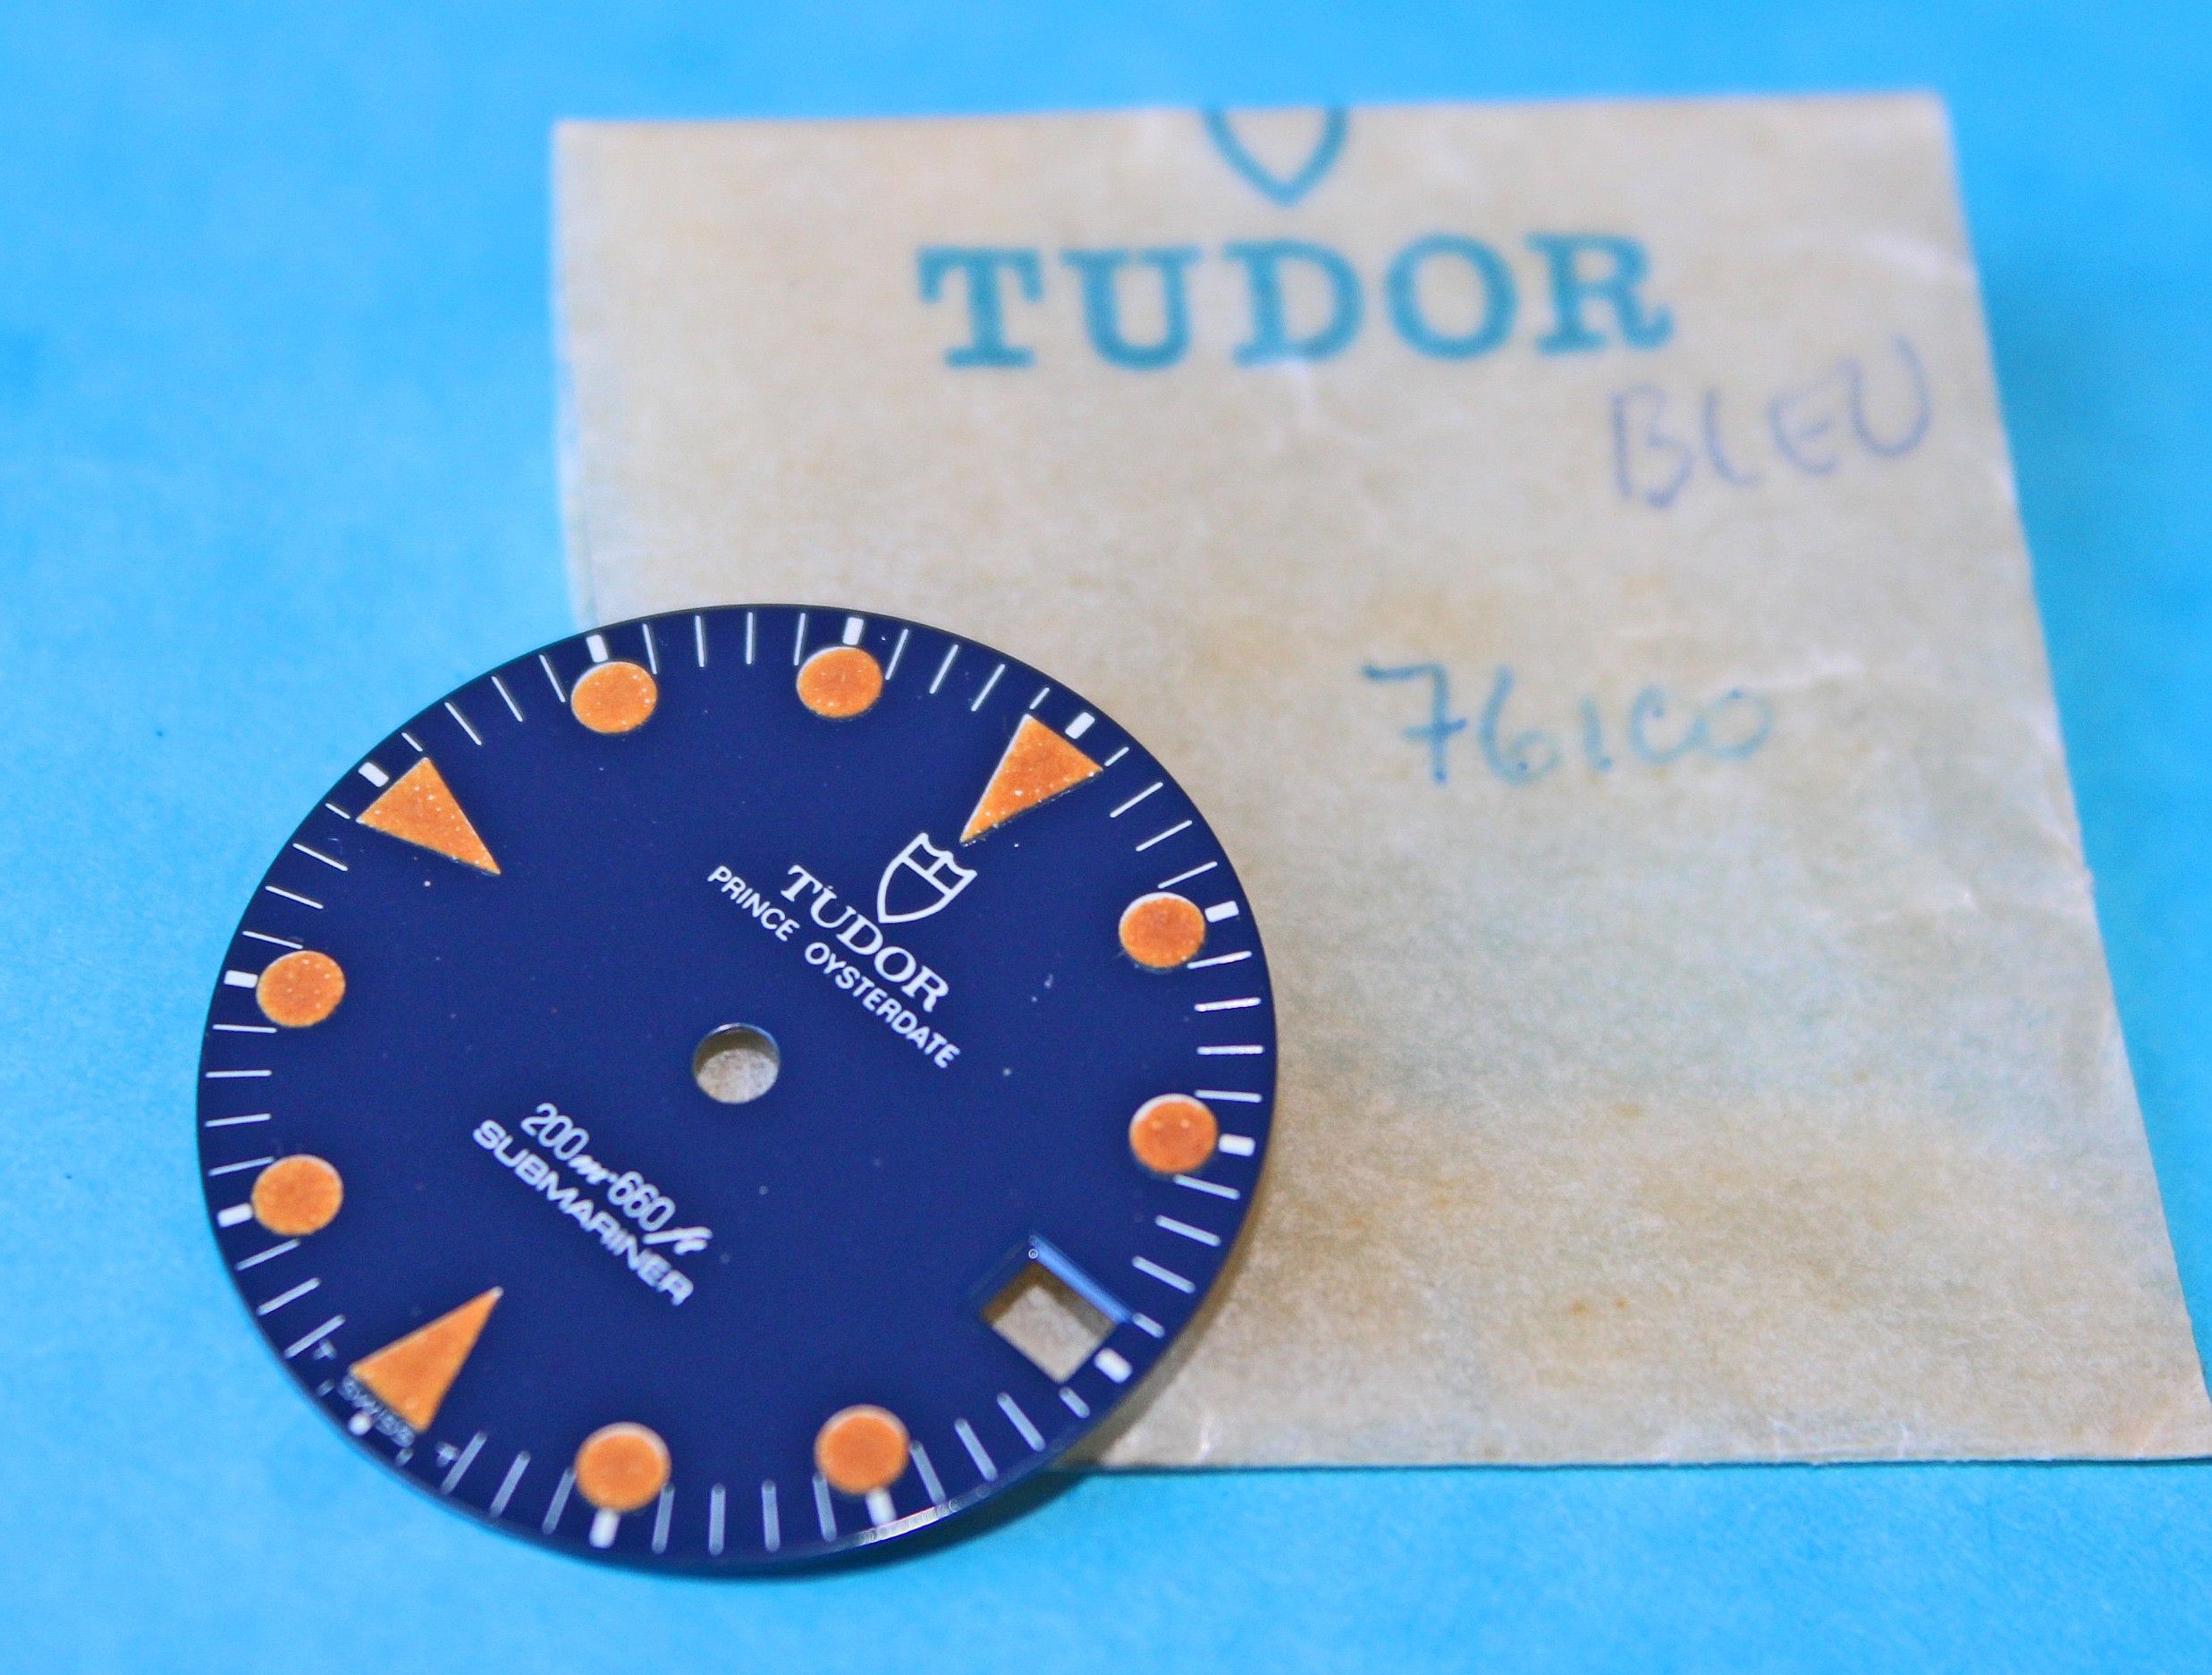 TUDOR
BLEU
76100
TUDOR
PRINCE OYSTERDATE
200m=660ft
SUBMARINER
T SWISS T